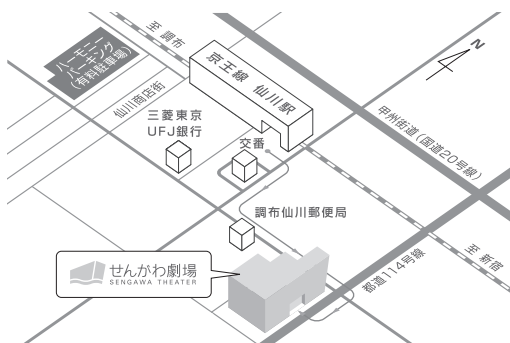 至 調布
ハーモニー
パーキング
(有料駐車場)
京王線 仙川駅
N
仙川商店街
三菱東京
UFJ銀行
交番
甲州街道(国道20号線)
調布仙川郵便局
せんがわ劇場
SENGAWA THEATER
都道114号線
至 新宿